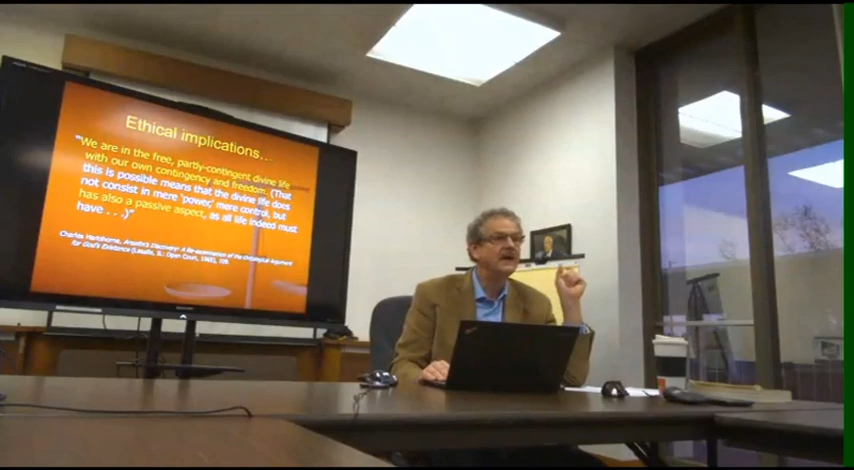 Ethical implications...
"We are in the free, partly-contingent divine life
with our own contingency and freedom. (That
this is possible means that the divine life does
not consist in mere 'power,' mere control, but
has also a passive aspect, as all life indeed must
have . . .)"
Charles Hartshorne, Anselm's Discovery: A Re-examination of the Ontological Argument
for God's Existence (Lasalle, IL: Open Court, 1965), 109.